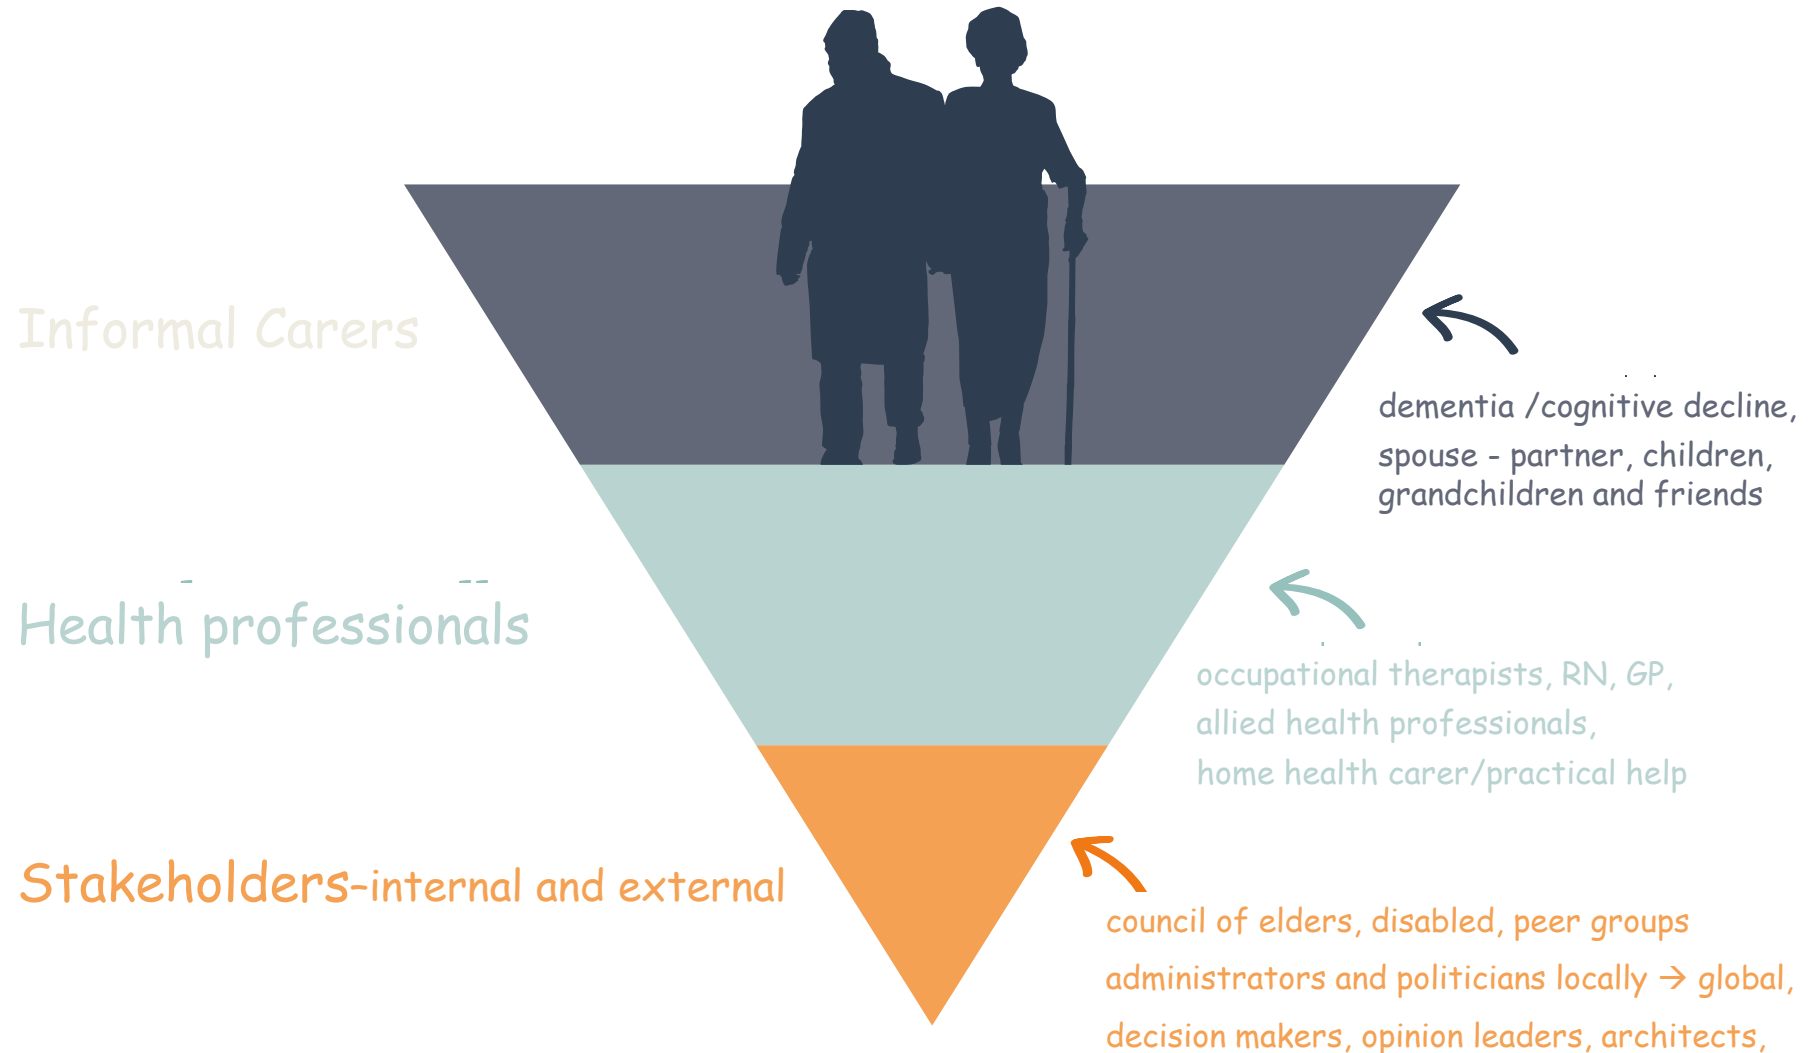 Informal Carers
dementia /cognitive decline,
spouse - partner, children,
grandchildren and friends
Health professionals
occupational therapists, RN, GP,
allied health professionals,
home health carer/practical help
Stakeholders-internal and external
council of elders, disabled, peer groups
administrators and politicians locally → global,
decision makers, opinion leaders, architects,